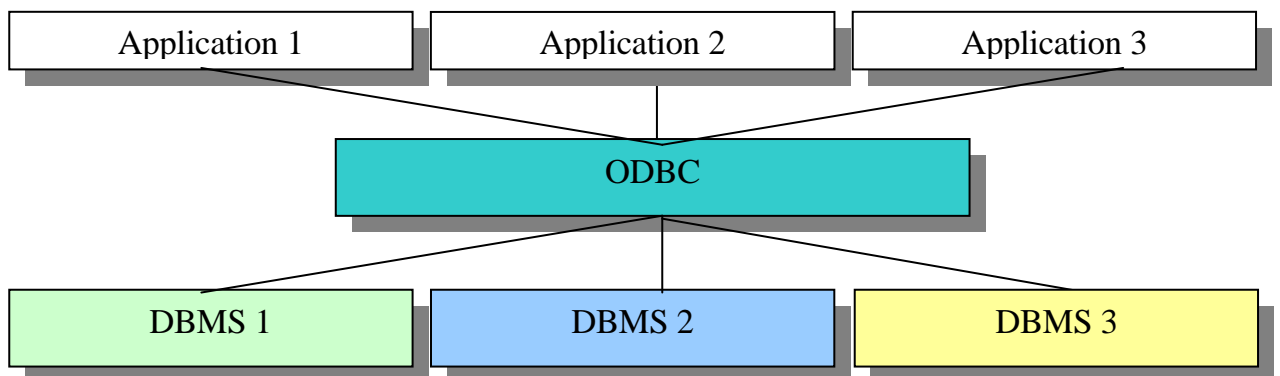 Application 1
Application 2
Application 3
ODBC
DBMS 1
DBMS 2
DBMS 3